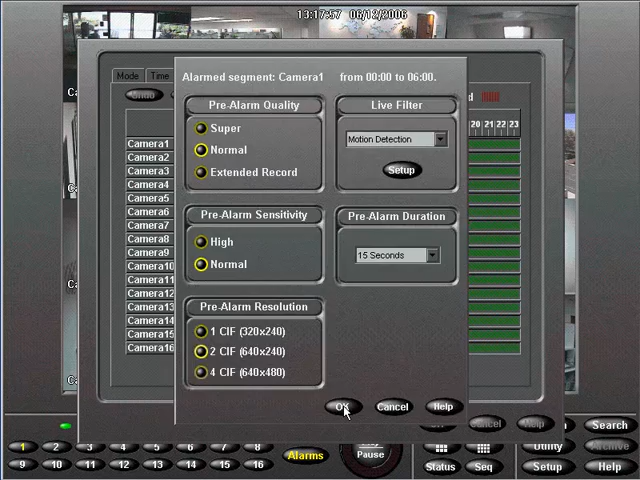 13:17:57 06/12/2006
Alarmed segment: Camera1 from 00:00 to 06:00.
Mode Time
Undo
Pre-Alarm Quality
Super
Normal
Extended Record
Live Filter
Motion Detection
Setup
Pre-Alarm Sensitivity
High
Normal
Pre-Alarm Duration
15 Seconds
Pre-Alarm Resolution
1 CIF (320x240)
2 CIF (640x240)
4 CIF (640x480)
OK Cancel Help
20 21 22 23
Camera1
Camera2
Camera3
Camera4
Camera5
Camera6
Camera7
Camera8
Camera9
Camera10
Camera11
Camera12
Camera13
Camera14
Camera15
Camera16
Cancel Help
Search
1 2 3 4 5 6 7 8
9 10 11 12 13 14 15 16
Alarms
Pause
Utility Archive
Status Seq Setup Help